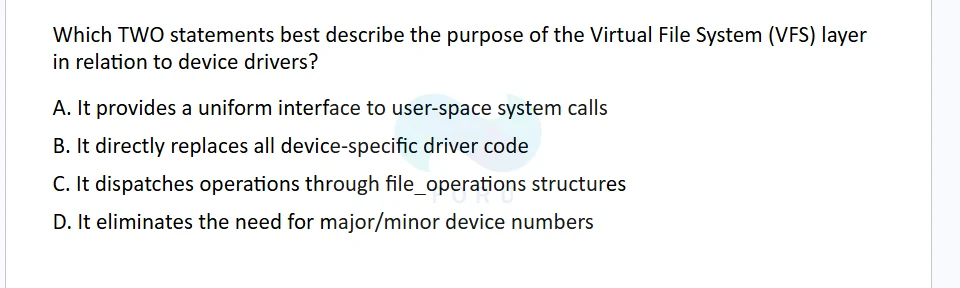 Which TWO statements best describe the purpose of the Virtual File System (VFS) layer
in relation to device drivers?
A. It provides a uniform interface to user-space system calls
B. It directly replaces all device-specific driver code
C. It dispatches operations through file_operations structures
D. It eliminates the need for major/minor device numbers